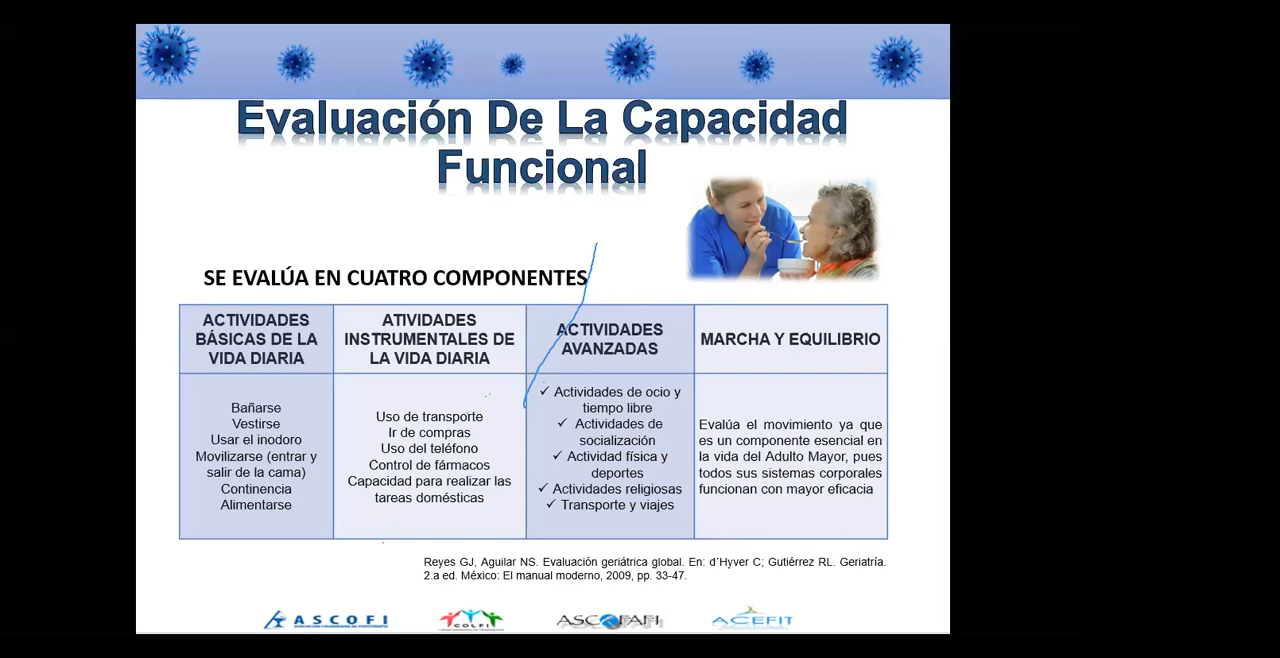 Evaluación De La Capacidad
Funcional
SE EVALÚA EN CUATRO COMPONENTES
ACTIVIDADES
BÁSICAS DE LA
VIDA DIARIA
ATIVIDADES
INSTRUMENTALES DE
LA VIDA DIARIA
ACTIVIDADES
AVANZADAS
MARCHA Y EQUILIBRIO
Bañarse
Vestirse
Usar el inodoro
Movilizarse (entrar y
salir de la cama)
Continencia
Alimentarse
Uso de transporte
Ir de compras
Uso del teléfono
Control de fármacos
Capacidad para realizar las
tareas domésticas
✓ Actividades de ocio y
tiempo libre
✓ Actividades de
socialización
✓ Actividad física y
deportes
✓ Actividades religiosas
✓ Transporte y viajes
Evalúa el movimiento ya que
es un componente esencial en
la vida del Adulto Mayor, pues
todos sus sistemas corporales
funcionan con mayor eficacia
Reyes GJ, Aguilar NS. Evaluación geriátrica global. En: d´Hyver C; Gutiérrez RL. Geriatría.
2.a ed. México: El manual moderno, 2009, pp. 33-47.
ASCOFI
COLFI
ASCOFAFI
ACEFIT